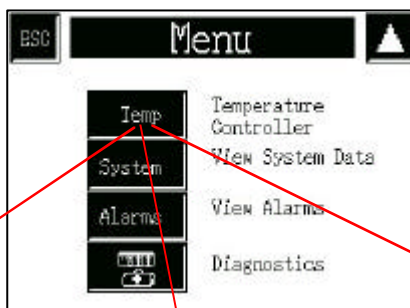 ESC Menu
Temp Temperature Controller
System View System Data
Alarms View Alarms
Diagnostics